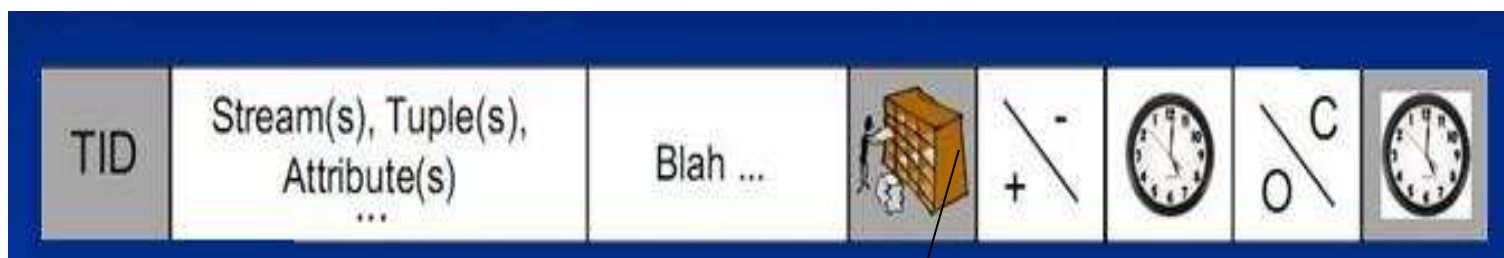 TID
Stream(s), Tuple(s),
Attribute(s)
...
Blah ...
-
+
C
O